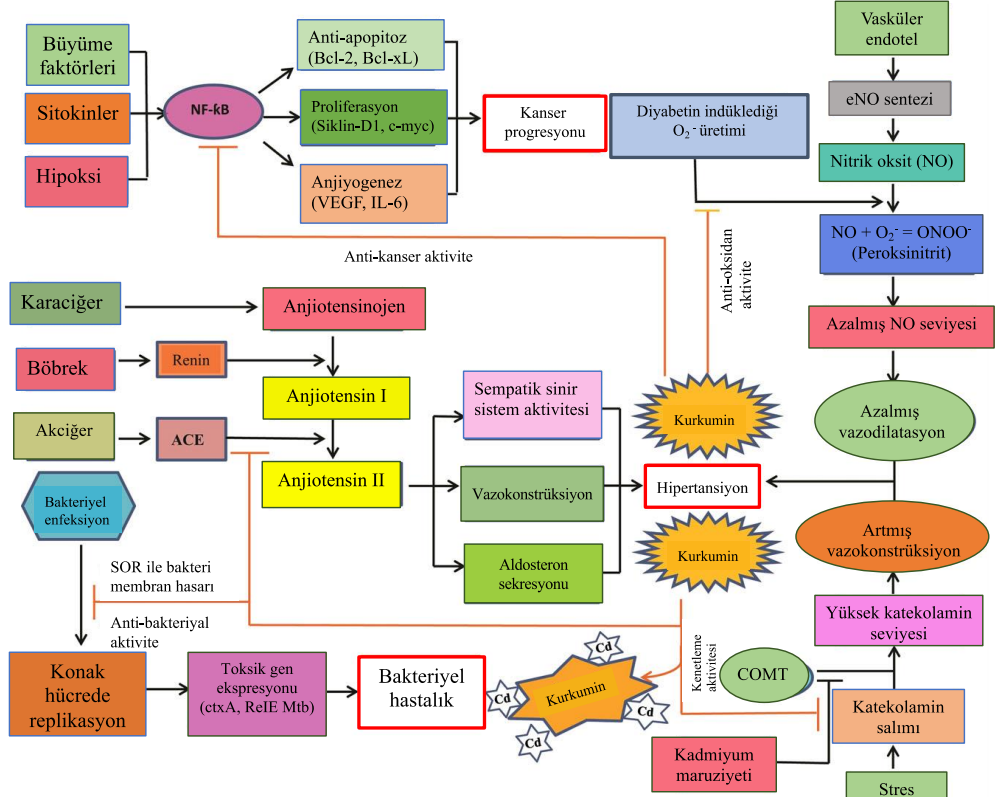 Büyüme
faktörleri
Sitokinler
Hipoksi
NF-ƙB
Anti-apopitoz
(Bcl-2, Bcl-xL)
Proliferasyon
(Siklin-D1, c-myc)
Anjiyogenez
(VEGF, IL-6)
Kanser
progresyonu
Diyabetin indüklediği
O₂⁻ üretimi
Vasküler
endotel
eNO sentezi
Nitrik oksit (NO)
NO + O₂⁻ = ONOO⁻
(Peroksinitrit)
Azalmış NO seviyesi
Azalmış
vazodilatasyon
Artmış
vazokonstrüksiyon
Yüksek katekolamin
seviyesi
Katekolamin
salımı
Stres
COMT
Kadmiyum
maruziyeti
Anti-kanser aktivite
Anti-oksidan
aktivite
Karaciğer
Anjiotensinojen
Böbrek
Renin
Anjiotensin I
Akciğer
ACE
Anjiotensin II
Sempatik sinir
sistem aktivitesi
Vazokonstrüksiyon
Aldosteron
sekresyonu
Kurkumin
Hipertansiyon
Kurkumin
Bakteriyel
enfeksiyon
SOR ile bakteri
membran hasarı
Anti-bakteriyal
aktivite
Konak
hücrede
replikasyon
Toksik gen
ekspresyonu
(ctxA, RelE Mtb)
Bakteriyel
hastalık
Kurkumin
Cd
Cd
Cd
Cd
Kenetleme
aktivitesi